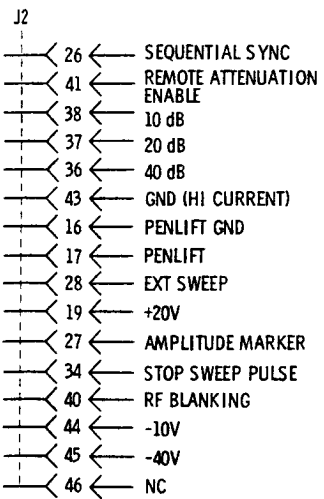 J2
26 SEQUENTIAL SYNC
41 REMOTE ATTENUATION
ENABLE
38 10 dB
37 20 dB
36 40 dB
43 GND (HI CURRENT)
16 PENLIFT GND
17 PENLIFT
28 EXT SWEEP
19 +20V
27 AMPLITUDE MARKER
34 STOP SWEEP PULSE
40 RF BLANKING
44 -10V
45 -40V
46 NC